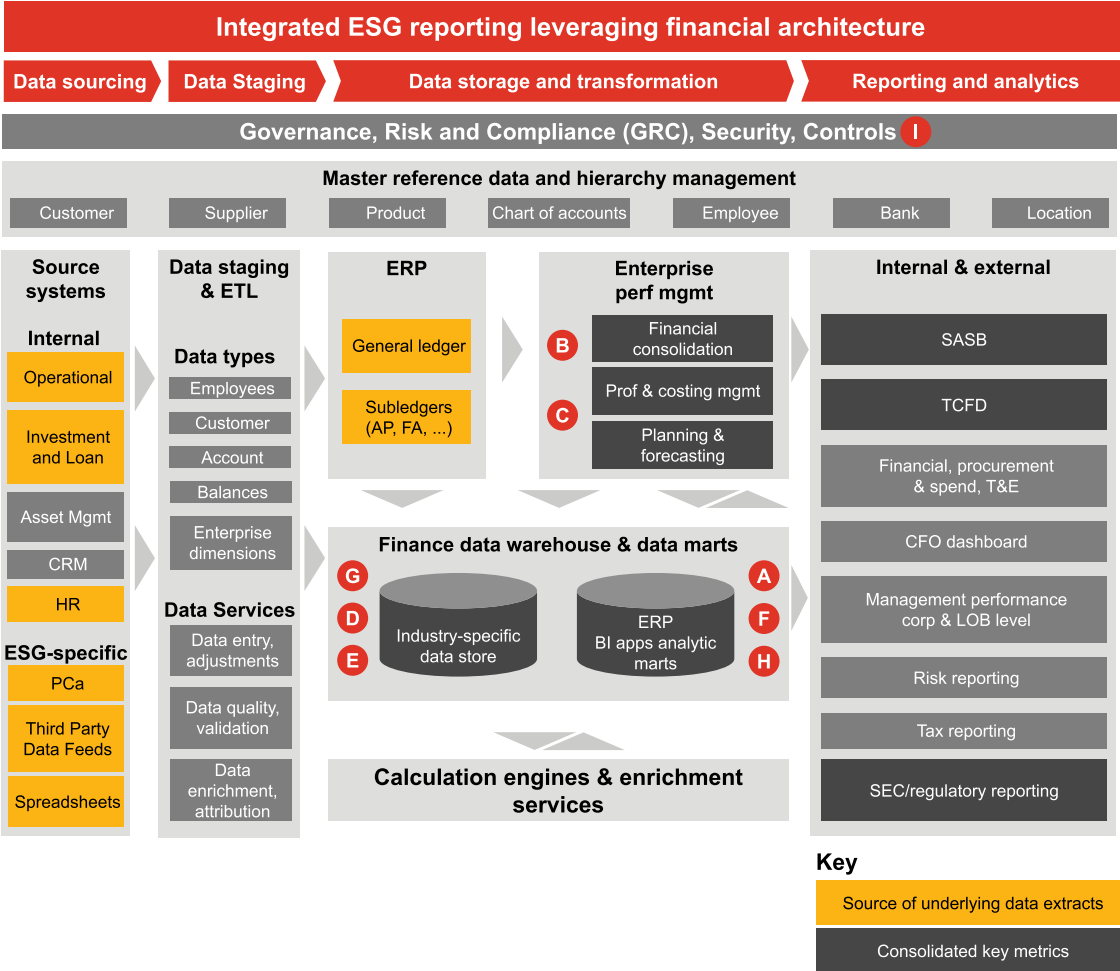 Integrated ESG reporting leveraging financial architecture
Data sourcing
Data Staging
Data storage and transformation
Reporting and analytics
Governance, Risk and Compliance (GRC), Security, Controls I
Master reference data and hierarchy management
Customer
Supplier
Product
Chart of accounts
Employee
Bank
Location
Source
systems
Internal
Operational
Investment
and Loan
Asset Mgmt
CRM
HR
ESG-specific
PCa
Third Party
Data Feeds
Spreadsheets
Data staging
& ETL
Data types
Employees
Customer
Account
Balances
Enterprise
dimensions
Data Services
Data entry,
adjustments
Data quality,
validation
Data
enrichment,
attribution
ERP
General ledger
Subledgers
(AP, FA, ...)
Enterprise
perf mgmt
B
C
Financial
consolidation
Prof & costing mgmt
Planning &
forecasting
Finance data warehouse & data marts
G
D
E
Industry-specific
data store
ERP
BI apps analytic
marts
A
F
H
Calculation engines & enrichment
services
Internal & external
SASB
TCFD
Financial, procurement
& spend, T&E
CFO dashboard
Management performance
corp & LOB level
Risk reporting
Tax reporting
SEC/regulatory reporting
Key
Source of underlying data extracts
Consolidated key metrics